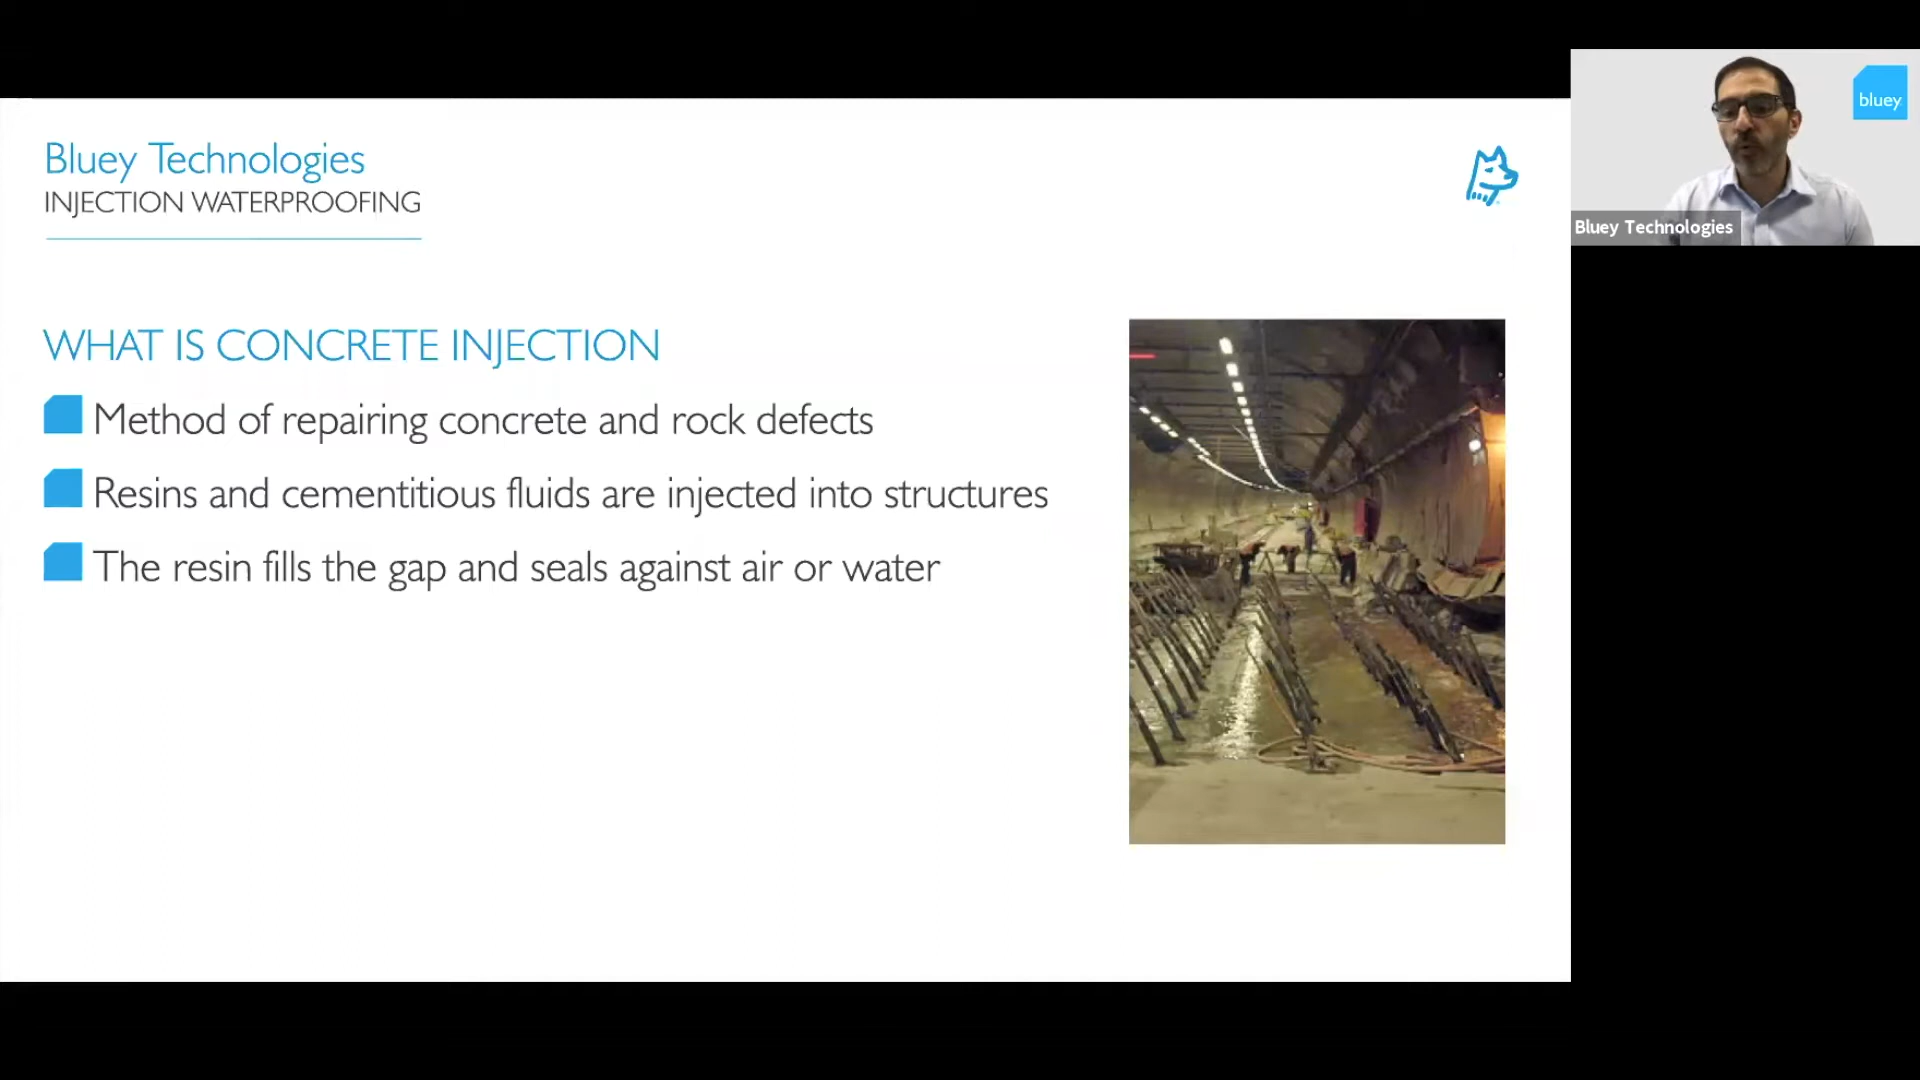 Bluey Technologies
INJECTION WATERPROOFING
WHAT IS CONCRETE INJECTION
Method of repairing concrete and rock defects
Resins and cementitious fluids are injected into structures
The resin fills the gap and seals against air or water
bluey
Bluey Technologies